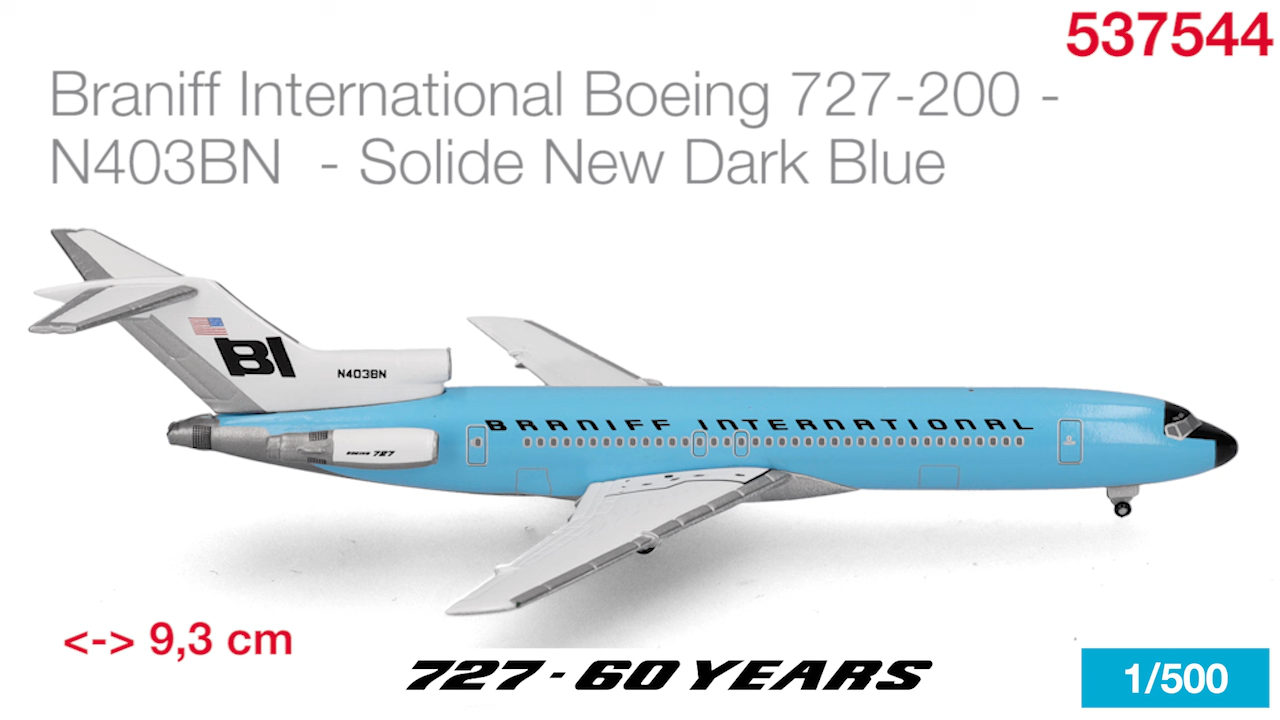 537544
Braniff International Boeing 727-200 -
N403BN - Solide New Dark Blue
BI
N403BN
BRANIFF INTERNATIONAL
BOEING 727
<-> 9,3 cm
727 - 60 YEARS
1/500